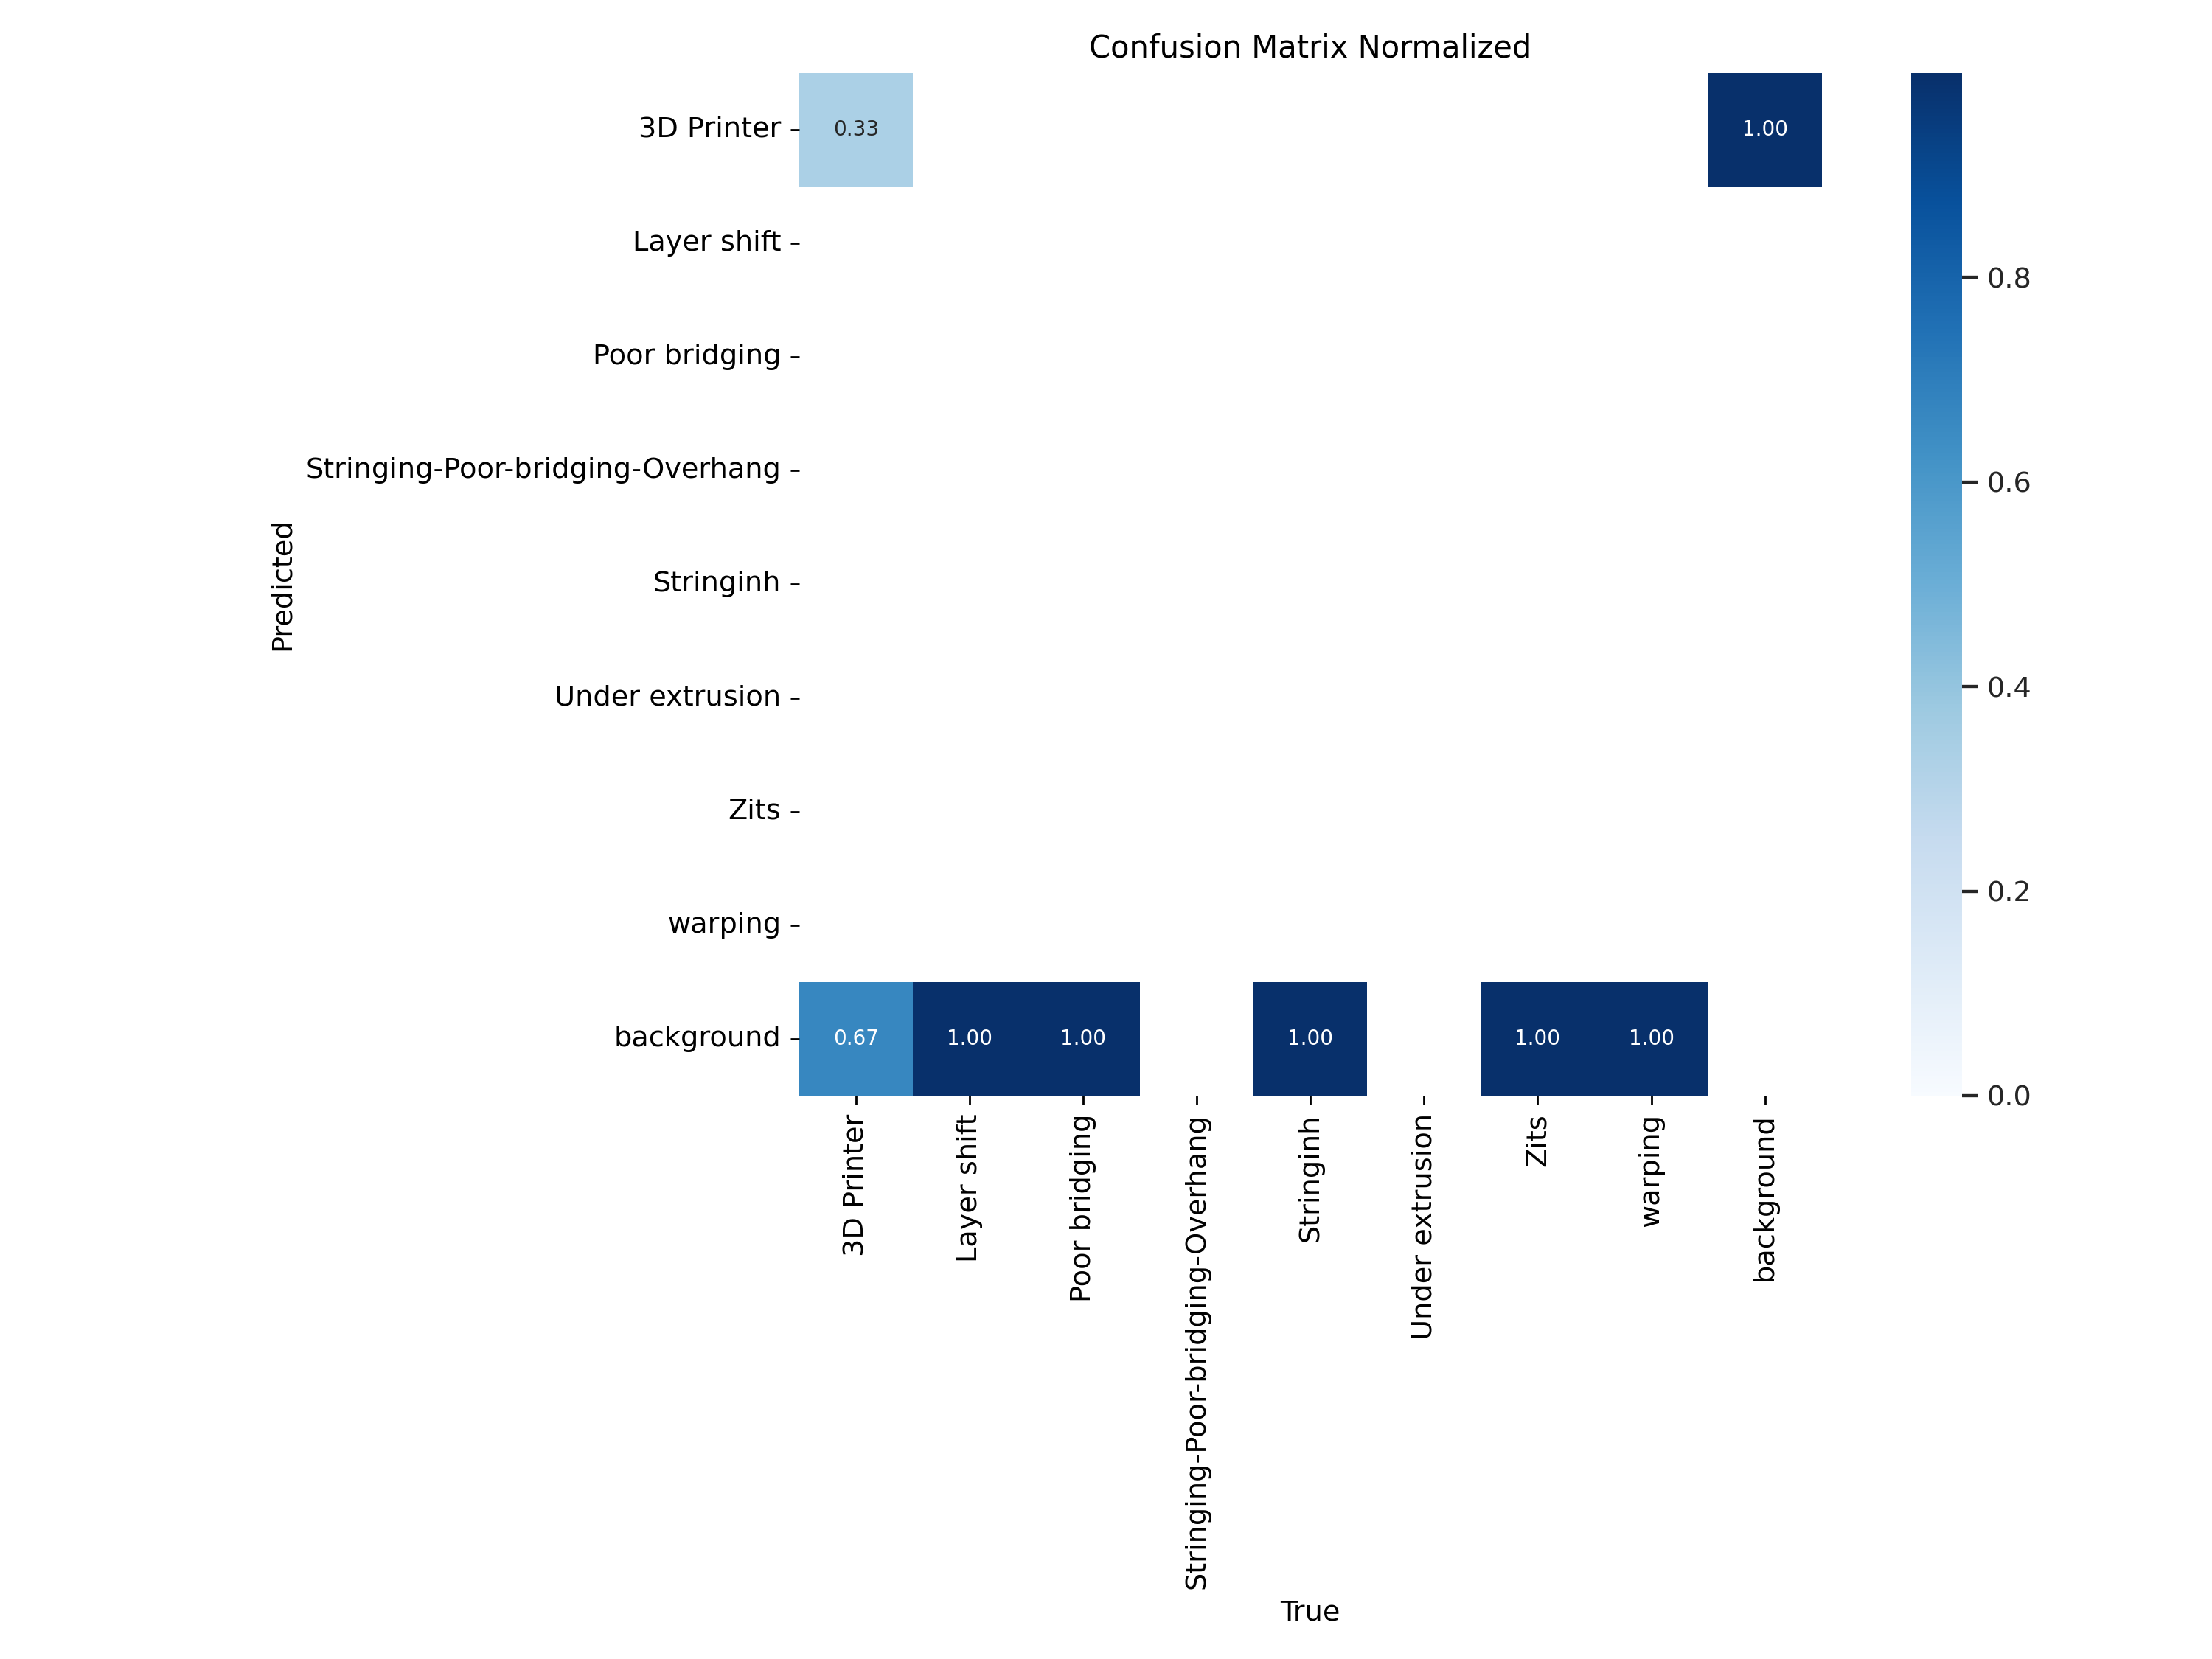 Confusion Matrix Normalized
3D Printer
0.33
1.00
Layer shift
Poor bridging
Stringing-Poor-bridging-Overhang
Stringinh
Under extrusion
Zits
warping
background
0.67
1.00
1.00
1.00
1.00
1.00
Predicted
3D Printer
Layer shift
Poor bridging
Stringing-Poor-bridging-Overhang
Stringinh
Under extrusion
Zits
warping
background
True
0.8
0.6
0.4
0.2
0.0